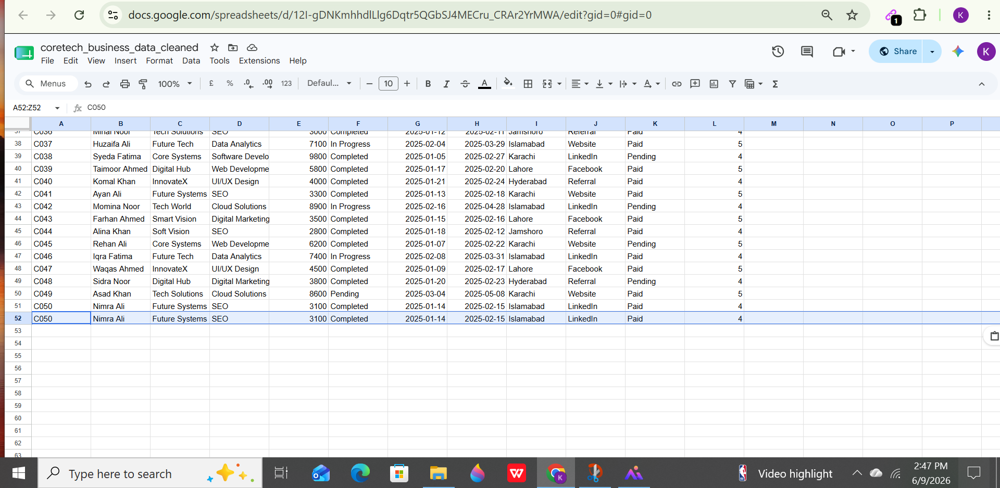 docs.google.com/spreadsheets/d/12I-gDNKmhhdlLlg6Dqtr5QGbSJ4MECru_CRAr2YrMWA/edit?gid=0#gid=0
1
K
coretech_business_data_cleaned
File Edit View Insert Format Data Tools Extensions Help
Share
K
Menus 100% £ % .0 .00 123 Defaul... 10 B I A A Σ
A52:Z52 fx C050
A B C D E F G H I J K L M N O P
37 C036 Minal Noor Tech Solutions SEO 3000 Completed 2025-01-12 2025-02-11 Jamshoro Referral Paid 4
38 C037 Huzaifa Ali Future Tech Data Analytics 7100 In Progress 2025-02-04 2025-03-29 Islamabad Website Paid 5
39 C038 Syeda Fatima Core Systems Software Develo 9800 Completed 2025-01-05 2025-02-27 Karachi LinkedIn Pending 4
40 C039 Taimoor Ahmed Digital Hub Web Developme 5800 Completed 2025-01-17 2025-02-20 Lahore Facebook Paid 5
41 C040 Komal Khan InnovateX UI/UX Design 4000 Completed 2025-01-21 2025-02-24 Hyderabad Referral Paid 4
42 C041 Ayan Ali Future Systems SEO 3300 Completed 2025-01-13 2025-02-18 Karachi Website Paid 5
43 C042 Momina Noor Tech World Cloud Solutions 8900 In Progress 2025-02-16 2025-04-28 Islamabad LinkedIn Pending 4
44 C043 Farhan Ahmed Smart Vision Digital Marketing 3500 Completed 2025-01-15 2025-02-16 Lahore Facebook Paid 5
45 C044 Alina Khan Soft Vision SEO 2800 Completed 2025-01-18 2025-02-12 Jamshoro Referral Paid 4
46 C045 Rehan Ali Core Systems Web Developme 6200 Completed 2025-01-07 2025-02-22 Karachi Website Pending 5
47 C046 Iqra Fatima Future Tech Data Analytics 7400 In Progress 2025-02-08 2025-03-31 Islamabad LinkedIn Paid 4
48 C047 Waqas Ahmed InnovateX UI/UX Design 4500 Completed 2025-01-09 2025-02-17 Lahore Facebook Paid 5
49 C048 Sidra Noor Digital Hub Digital Marketing 3800 Completed 2025-01-20 2025-02-23 Hyderabad Referral Pending 4
50 C049 Asad Khan Tech Solutions Cloud Solutions 8600 Pending 2025-03-04 2025-05-08 Karachi Website Paid 5
51 C050 Nimra Ali Future Systems SEO 3100 Completed 2025-01-14 2025-02-15 Islamabad LinkedIn Paid 4
52 C050 Nimra Ali Future Systems SEO 3100 Completed 2025-01-14 2025-02-15 Islamabad LinkedIn Paid 4
53
54
55
56
57
58
59
60
61
62
63
Type here to search
Video highlight
2:47 PM
6/9/2026